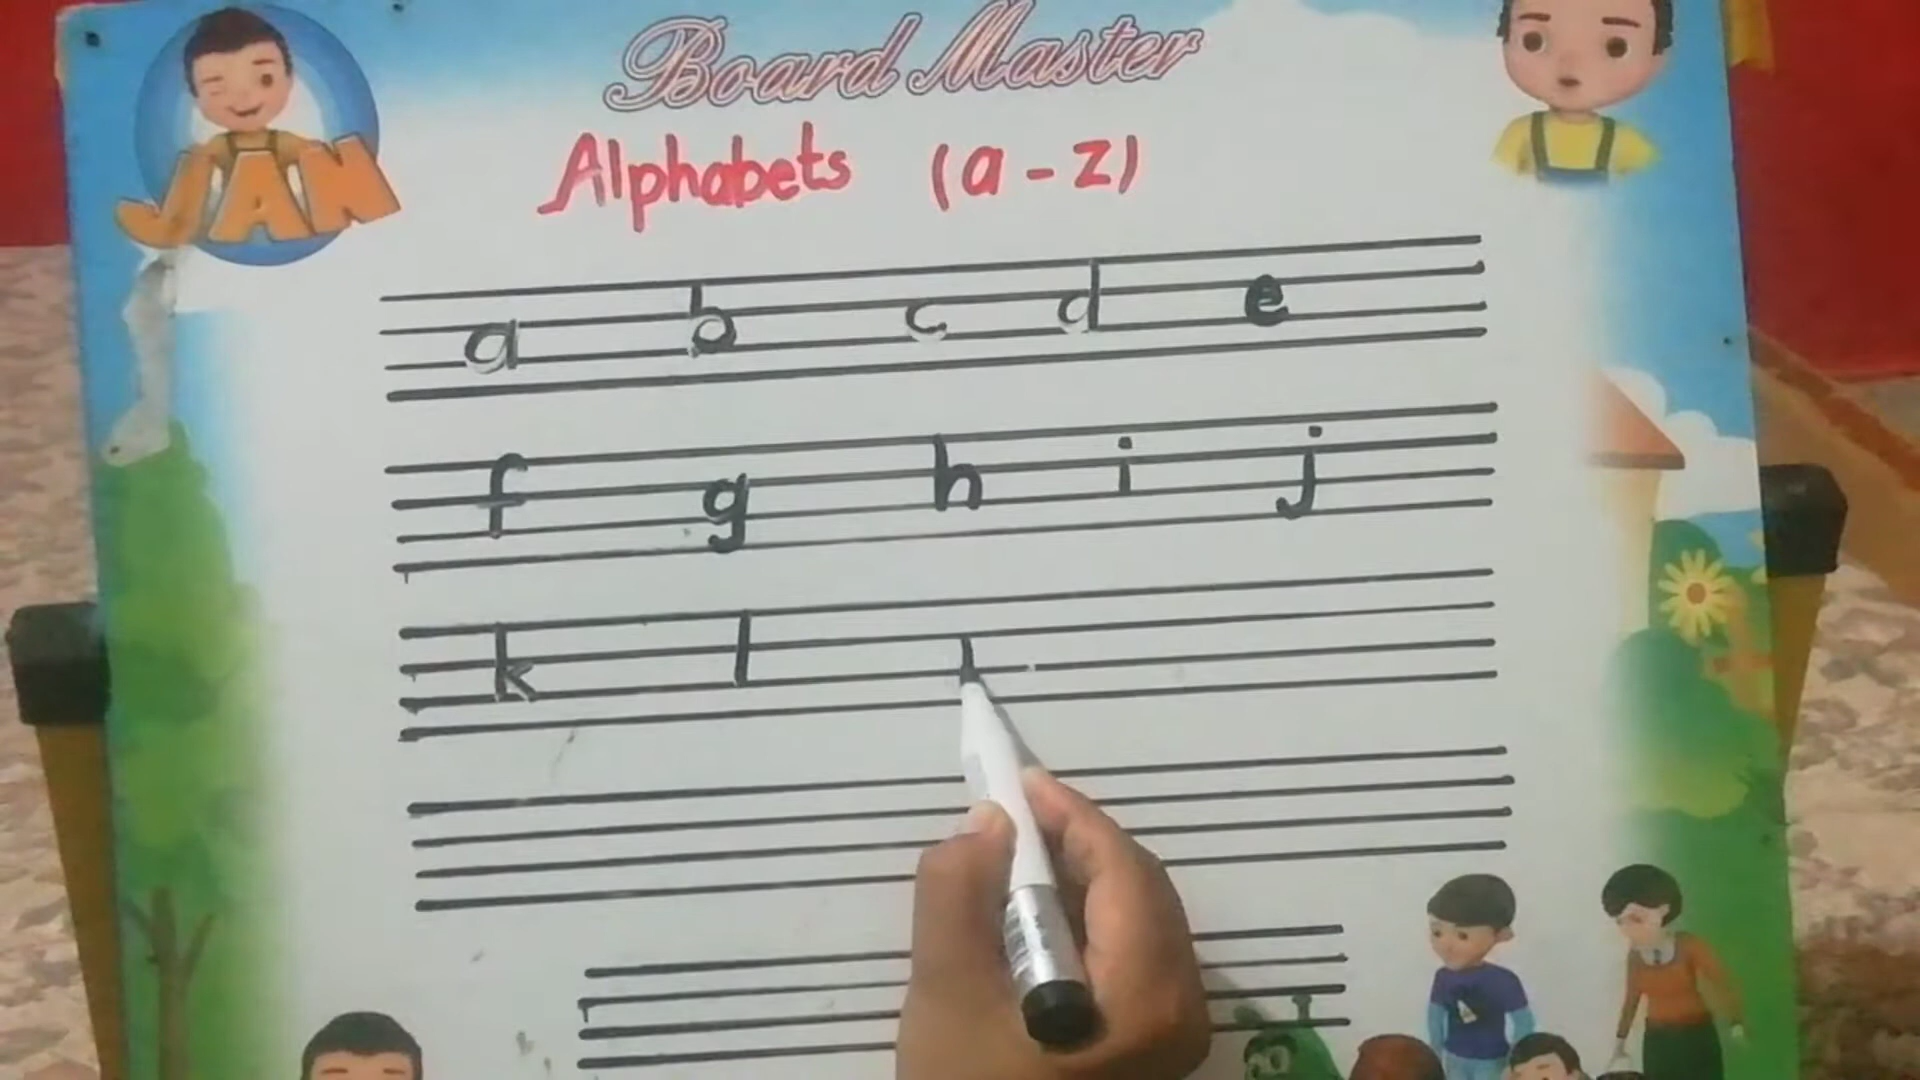 JAN
Board Master
Alphabets (a - z)
a b c d e
f g h i j
k l